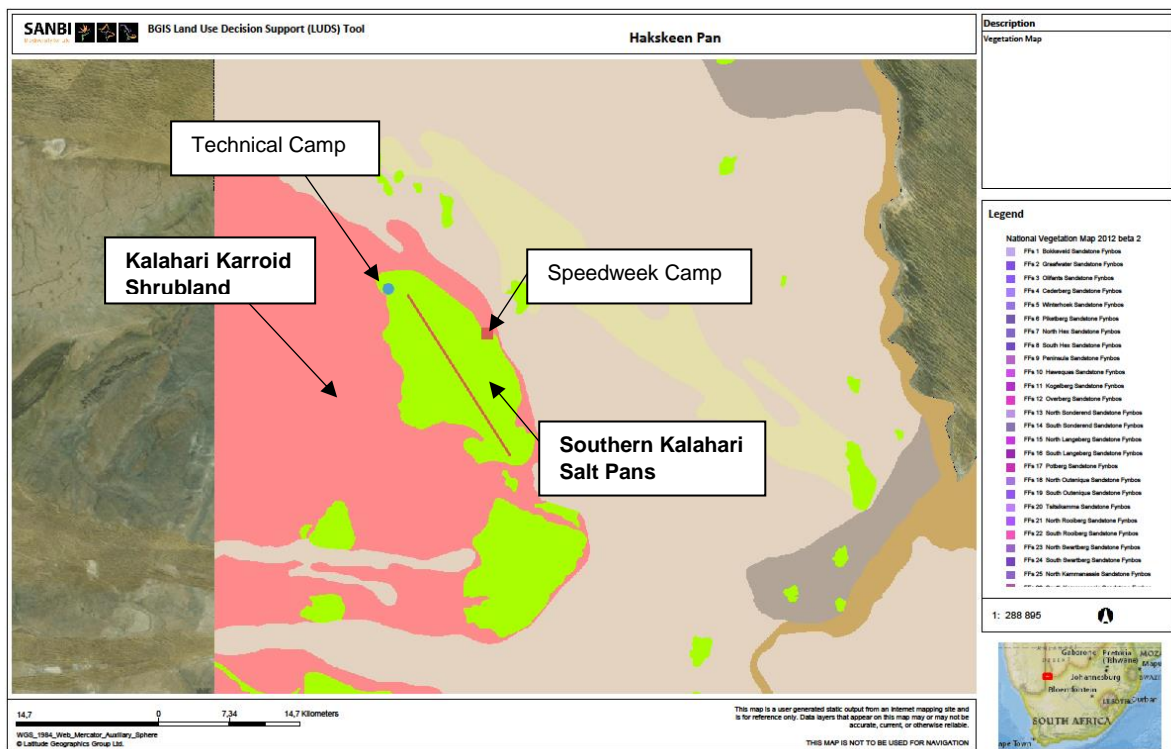 SANBI
BGIS Land Use Decision Support (LUDS) Tool
Hakskeen Pan
Description
Vegetation Map
Technical Camp
Kalahari Karroid
Shrubland
Speedweek Camp
Southern Kalahari
Salt Pans
Legend
National Vegetation Map 2012 beta 2
FFs 1 Bokkeveld Sandstone Fynbos
FFs 2 Graafwater Sandstone Fynbos
FFs 3 Olifants Sandstone Fynbos
FFs 4 Cederberg Sandstone Fynbos
FFs 5 Winterhoek Sandstone Fynbos
FFs 6 Piketberg Sandstone Fynbos
FFs 7 North Hex Sandstone Fynbos
FFs 8 South Hex Sandstone Fynbos
FFs 9 Peninsula Sandstone Fynbos
FFs 10 Hawequas Sandstone Fynbos
FFs 11 Kogelberg Sandstone Fynbos
FFs 12 Overberg Sandstone Fynbos
FFs 13 North Sonderend Sandstone Fynbos
FFs 14 South Sonderend Sandstone Fynbos
FFs 15 North Langeberg Sandstone Fynbos
FFs 16 South Langeberg Sandstone Fynbos
FFs 17 Potberg Sandstone Fynbos
FFs 18 North Outeniqua Sandstone Fynbos
FFs 19 South Outeniqua Sandstone Fynbos
FFs 20 Tsitsikamma Sandstone Fynbos
FFs 21 North Rooiberg Sandstone Fynbos
FFs 22 South Rooiberg Sandstone Fynbos
FFs 23 North Swartberg Sandstone Fynbos
FFs 24 South Swartberg Sandstone Fynbos
FFs 25 North Kammanassie Sandstone Fynbos
1: 288 895
Gaborone
Pretoria
(Tshwane)
MOZ
Johannesburg
SWAZI
Bloemfontein
LESOTHO
Durban
SOUTH AFRICA
ape Town
14,7 0 7,34 14,7 Kilometers
WGS_1984_Web_Mercator_Auxiliary_Sphere
© Latitude Geographics Group Ltd.
This map is a user generated static output from an Internet mapping site and
is for reference only. Data layers that appear on this map may or may not be
accurate, current, or otherwise reliable.
THIS MAP IS NOT TO BE USED FOR NAVIGATION